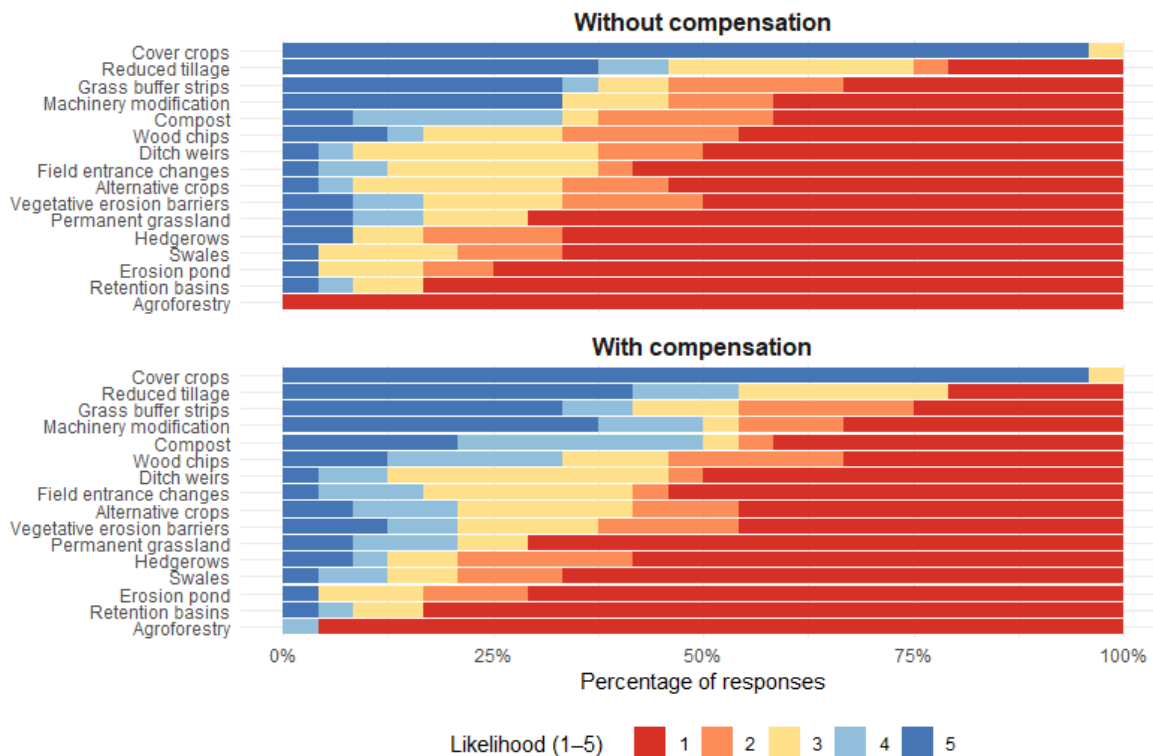 Without compensation
Cover crops
Reduced tillage
Grass buffer strips
Machinery modification
Compost
Wood chips
Ditch weirs
Field entrance changes
Alternative crops
Vegetative erosion barriers
Permanent grassland
Hedgerows
Swales
Erosion pond
Retention basins
Agroforestry
With compensation
Cover crops
Reduced tillage
Grass buffer strips
Machinery modification
Compost
Wood chips
Ditch weirs
Field entrance changes
Alternative crops
Vegetative erosion barriers
Permanent grassland
Hedgerows
Swales
Erosion pond
Retention basins
Agroforestry
0% 25% 50% 75% 100%
Percentage of responses
Likelihood (1–5) 1 2 3 4 5